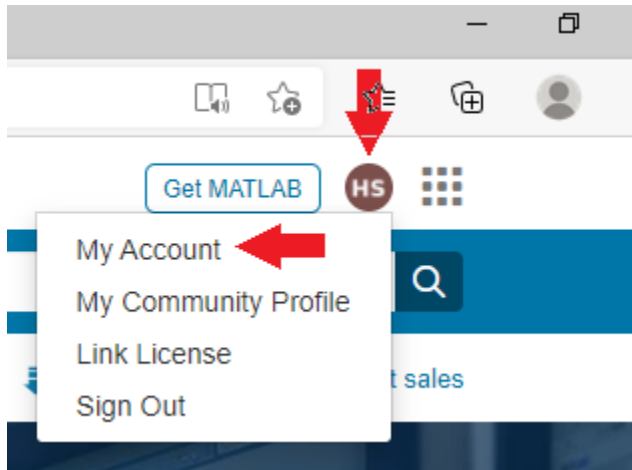 Get MATLAB
HS
My Account
My Community Profile
Link License
t sales
Sign Out